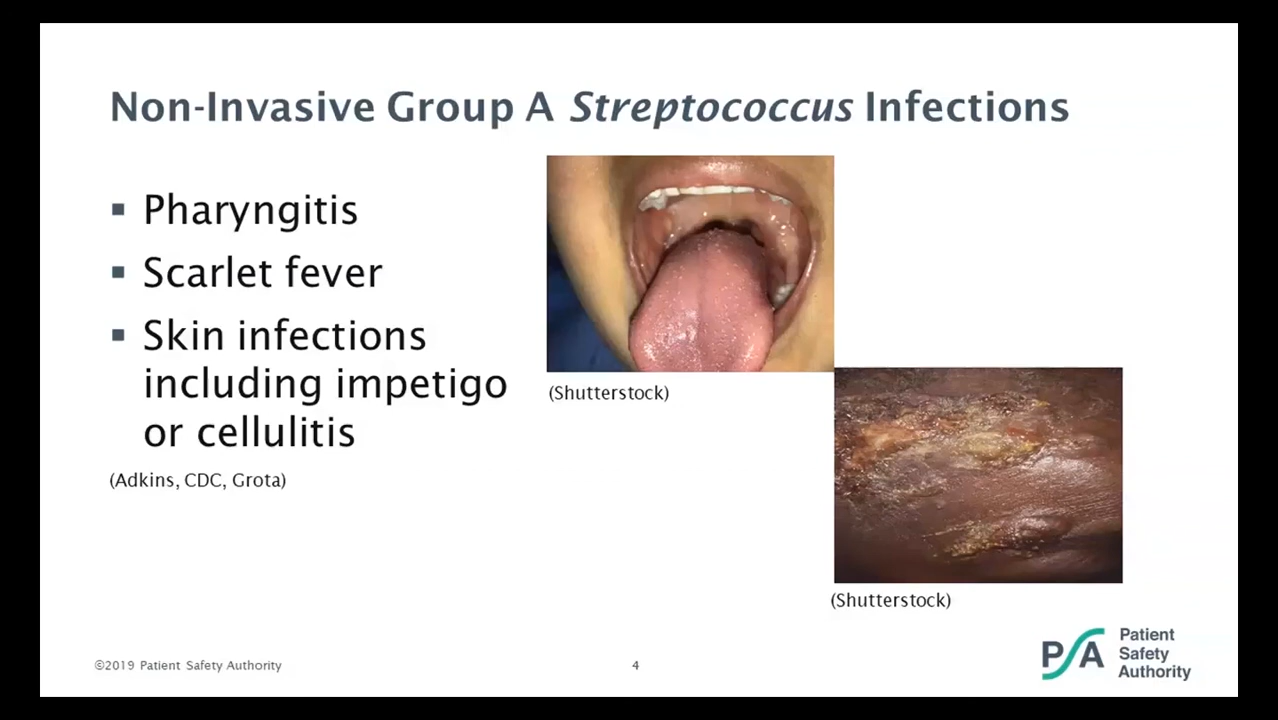 Non-Invasive Group A Streptococcus Infections
▪ Pharyngitis
▪ Scarlet fever
▪ Skin infections
including impetigo
or cellulitis
(Adkins, CDC, Grota)
(Shutterstock)
(Shutterstock)
©2019 Patient Safety Authority
4
PSA
Patient
Safety
Authority